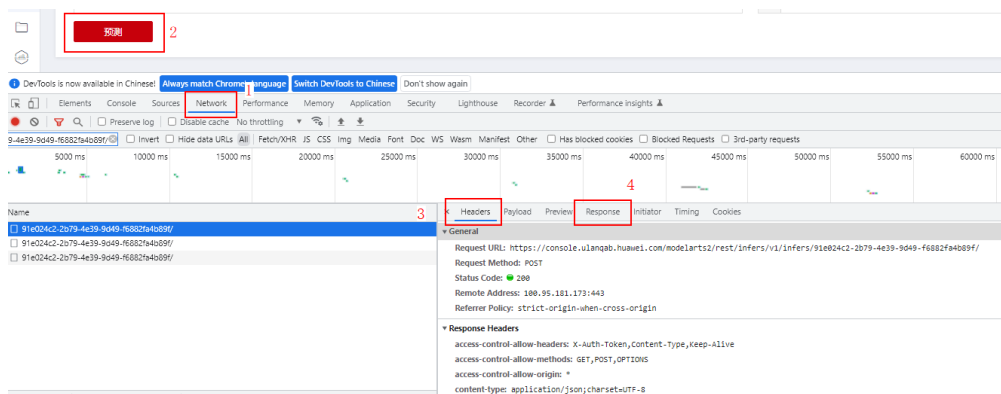 预测
2
DevTools is now available in Chinese! Always match Chrome's language Switch DevTools to Chinese Don't show again
1
Elements Console Sources Network Performance Memory Application Security Lighthouse Recorder Performance insights
Preserve log Disable cache No throttling
9-4e39-9d49-f6882fa4b89f/ Invert Hide data URLs All Fetch/XHR JS CSS Img Media Font Doc WS Wasm Manifest Other Has blocked cookies Blocked Requests 3rd-party requests
5000 ms 10000 ms 15000 ms 20000 ms 25000 ms 30000 ms 35000 ms 40000 ms 45000 ms 50000 ms 55000 ms 60000 ms
4
Name 3 × Headers Payload Preview Response Initiator Timing Cookies
91e024c2-2b79-4e39-9d49-f6882fa4b89f/
91e024c2-2b79-4e39-9d49-f6882fa4b89f/
91e024c2-2b79-4e39-9d49-f6882fa4b89f/
General
Request URL: https://console.ulanqab.huawei.com/modelarts2/rest/infers/v1/infers/91e024c2-2b79-4e39-9d49-f6882fa4b89f/
Request Method: POST
Status Code: 200
Remote Address: 100.95.181.173:443
Referrer Policy: strict-origin-when-cross-origin
Response Headers
access-control-allow-headers: X-Auth-Token,Content-Type,Keep-Alive
access-control-allow-methods: GET,POST,OPTIONS
access-control-allow-origin: *
content-type: application/json;charset=UTF-8